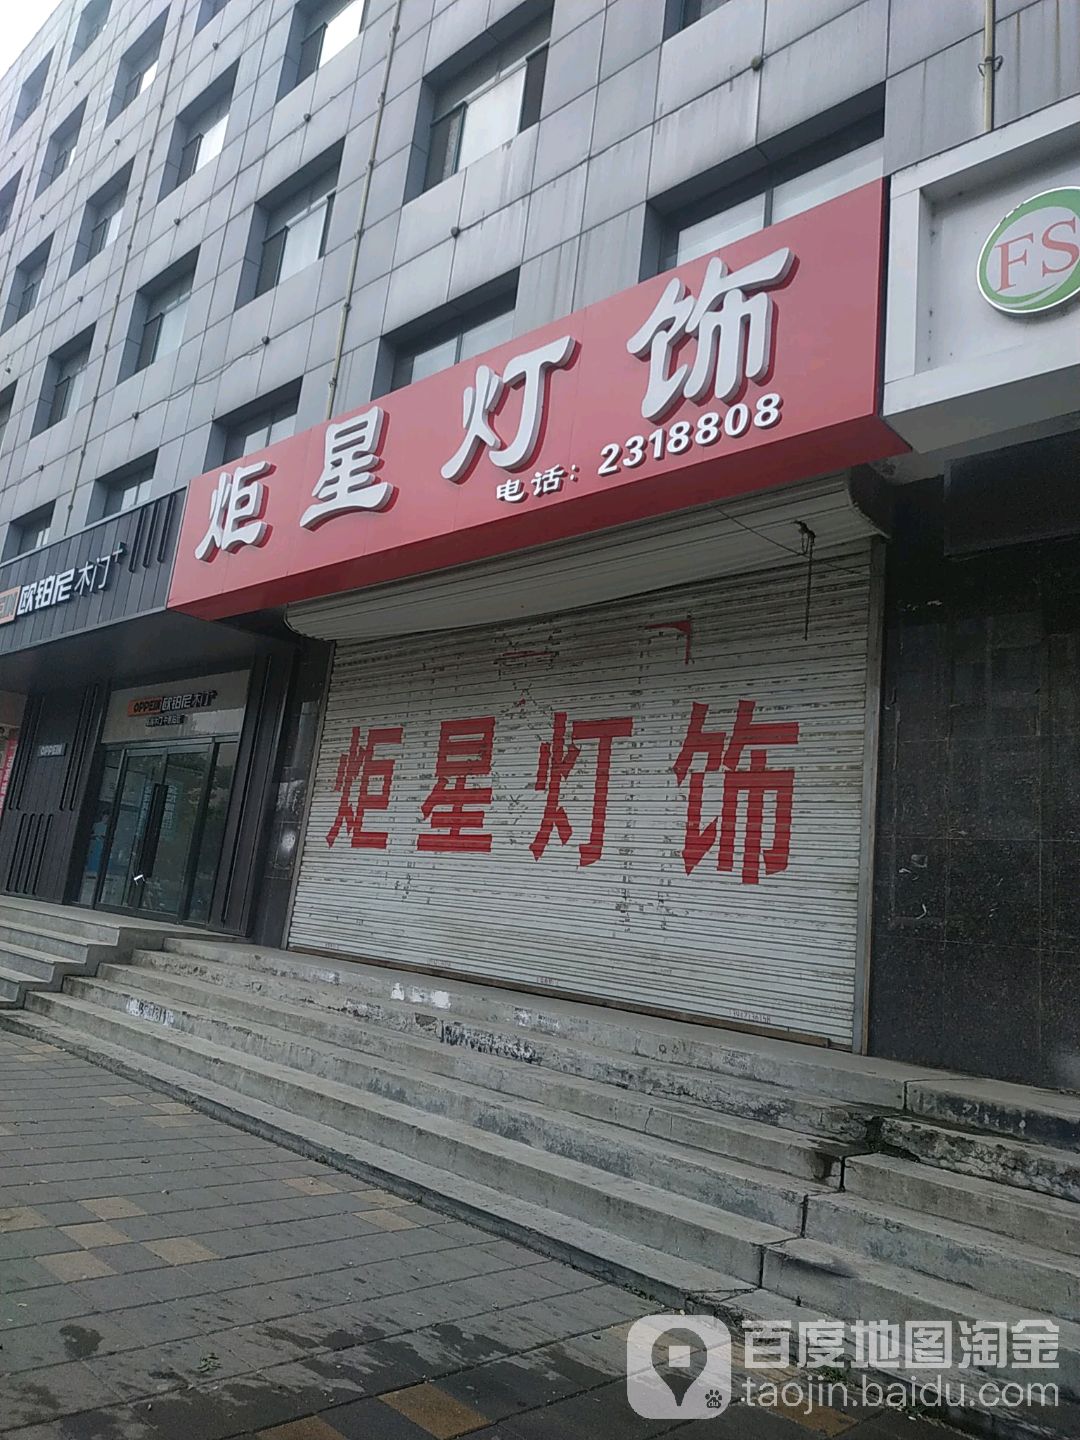 炬星灯饰
电话：2318808
FS
欧铂尼木门+
OPPEIN 欧铂尼木门+
OPPEIN
炬星灯饰
百度地图淘金
taojin.baidu.com